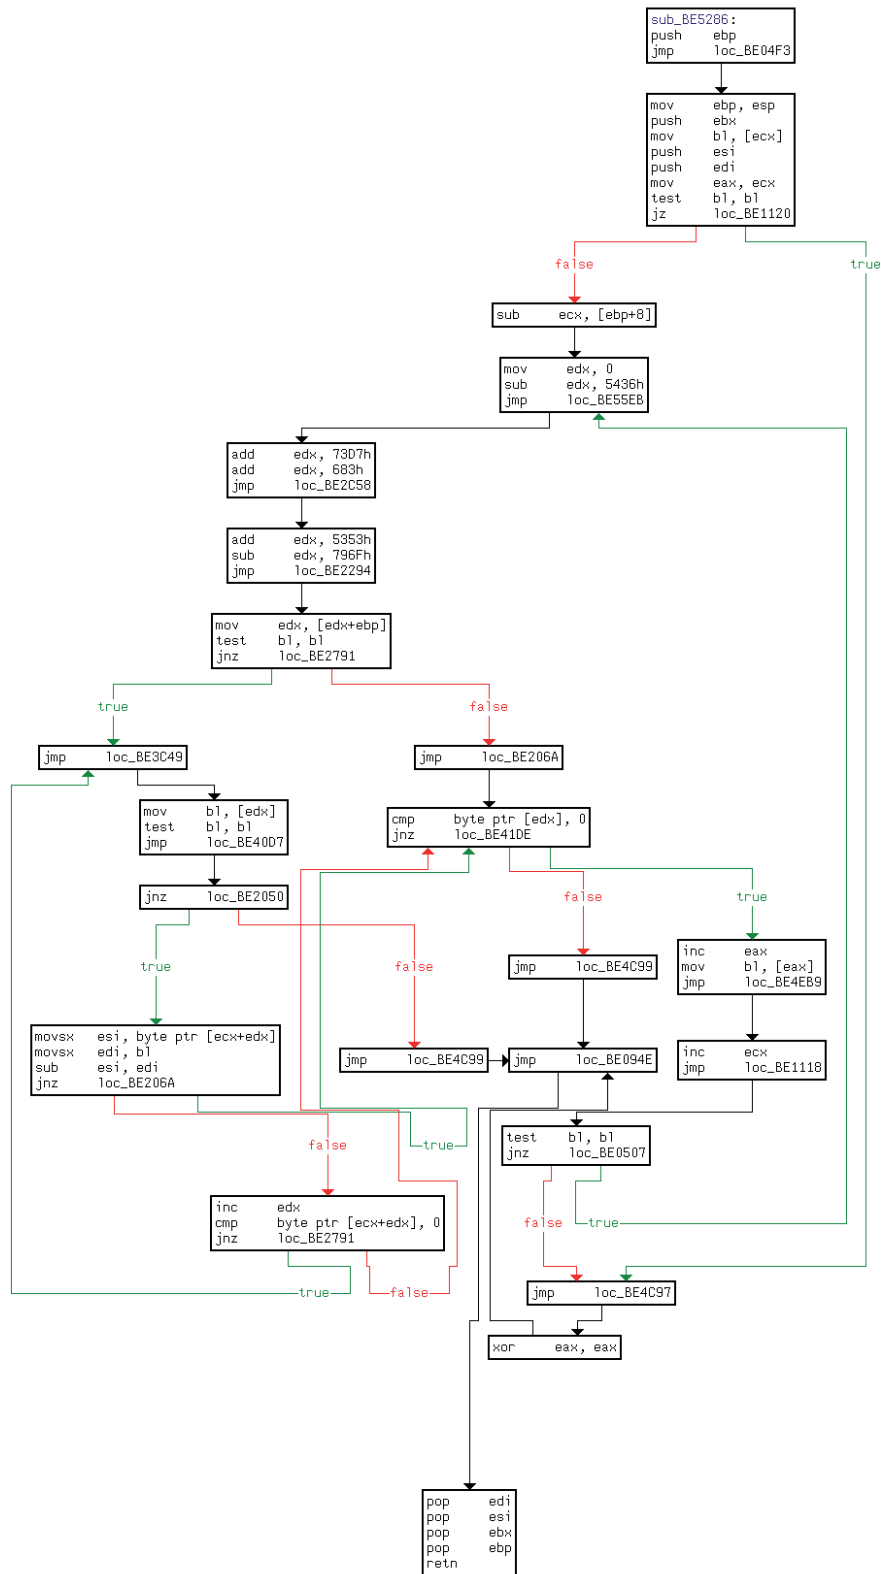 sub_BE5286:
push ebp
jmp loc_BE04F3
mov ebp, esp
push ebx
mov bl, [ecx]
push esi
push edi
mov eax, ecx
test bl, bl
jz loc_BE1120
false
true
sub ecx, [ebp+8]
mov edx, 0
sub edx, 5436h
jmp loc_BE55EB
add edx, 73D7h
add edx, 683h
jmp loc_BE2C58
add edx, 5353h
sub edx, 796Fh
jmp loc_BE2294
mov edx, [edx+ebp]
test bl, bl
jnz loc_BE2791
true
false
jmp loc_BE3C49
jmp loc_BE206A
mov bl, [edx]
test bl, bl
jmp loc_BE40D7
cmp byte ptr [edx], 0
jnz loc_BE41DE
jnz loc_BE2050
false
true
true
false
jmp loc_BE4C99
inc eax
mov bl, [eax]
jmp loc_BE4EB9
movsx esi, byte ptr [ecx+edx]
movsx edi, bl
sub esi, edi
jnz loc_BE206A
jmp loc_BE4C99
jmp loc_BE094E
inc ecx
jmp loc_BE1118
false
true
test bl, bl
jnz loc_BE0507
inc edx
cmp byte ptr [ecx+edx], 0
jnz loc_BE2791
false
true
true
false
jmp loc_BE4C97
xor eax, eax
pop edi
pop esi
pop ebx
pop ebp
retn